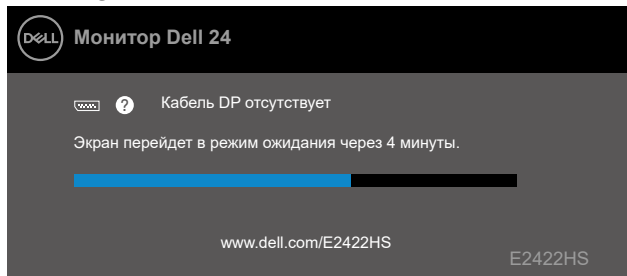 DELL Монитор Dell 24
? Кабель DP отсутствует
Экран перейдет в режим ожидания через 4 минуты.
www.dell.com/E2422HS
E2422HS